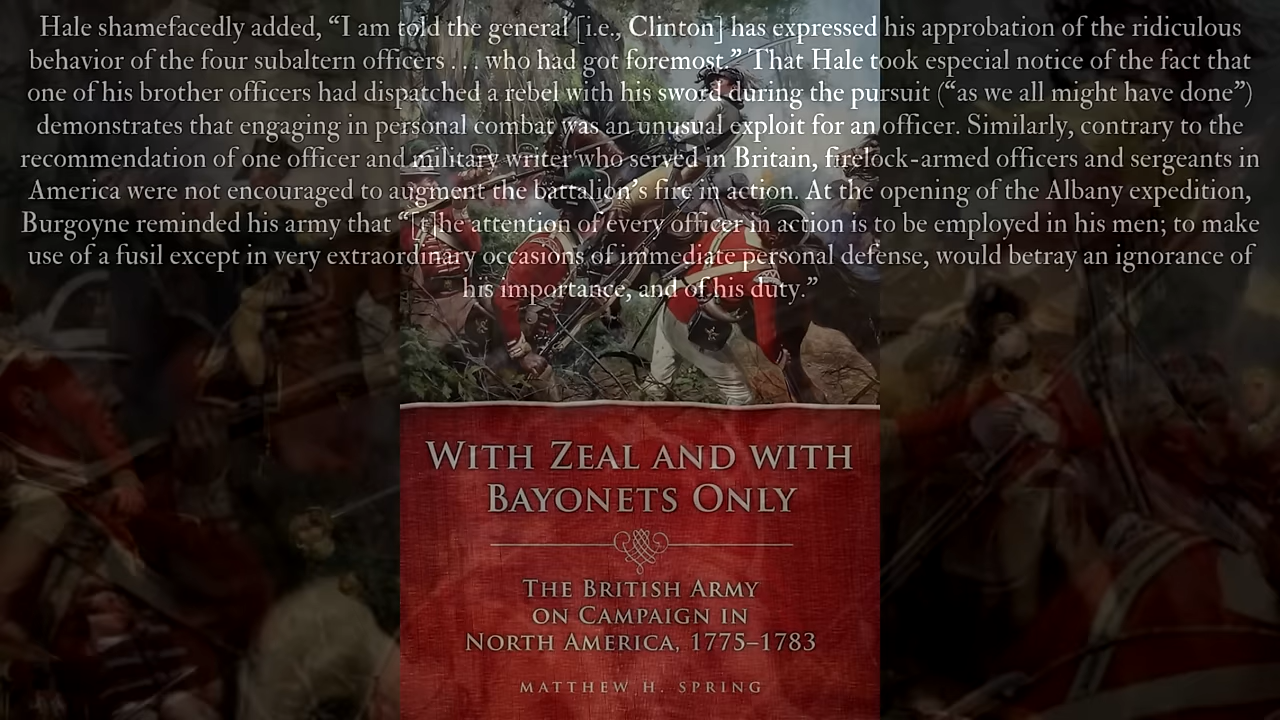 Hale shamefacedly added, “I am told the general [i.e., Clinton] has expressed his approbation of the ridiculous
behavior of the four subaltern officers . . . who had got foremost.” That Hale took especial notice of the fact that
one of his brother officers had dispatched a rebel with his sword during the pursuit (“as we all might have done”)
demonstrates that engaging in personal combat was an unusual exploit for an officer. Similarly, contrary to the
recommendation of one officer and military writer who served in Britain, firelock-armed officers and sergeants in
America were not encouraged to augment the battalion’s fire in action. At the opening of the Albany expedition,
Burgoyne reminded his army that “[t]he attention of every officer in action is to be employed in his men; to make
use of a fusil except in very extraordinary occasions of immediate personal defense, would betray an ignorance of
his importance, and of his duty.”
WITH ZEAL AND WITH
BAYONETS ONLY
THE BRITISH ARMY
ON CAMPAIGN IN
NORTH AMERICA, 1775–1783
MATTHEW H. SPRING